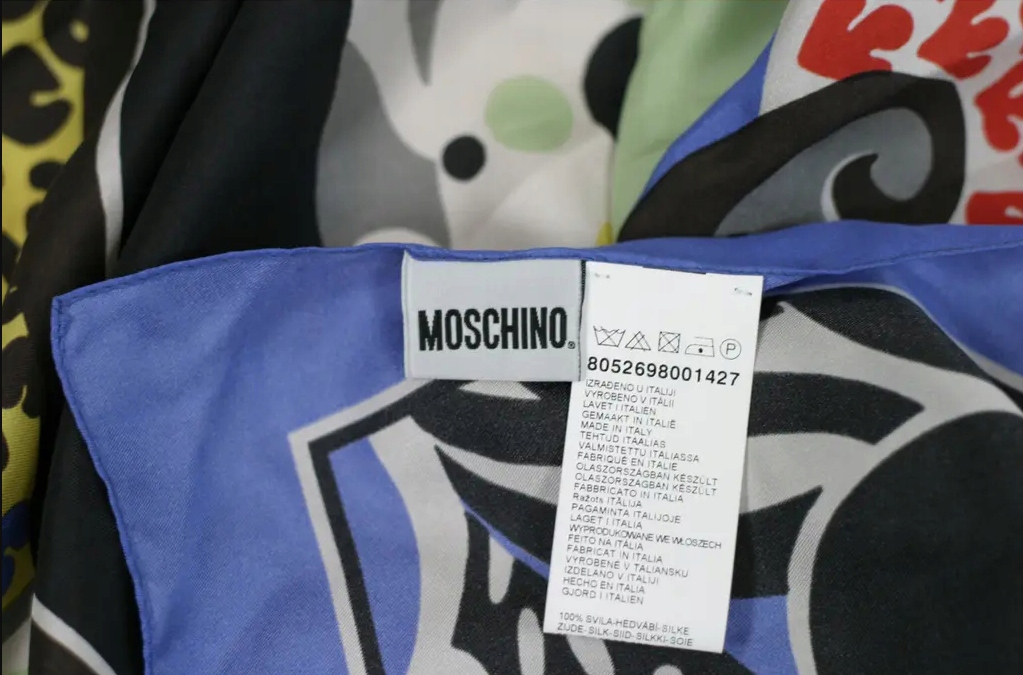 MOSCHINO
8052698001427
IZRAĐENO U ITALIJI
VYROBENO V ITÁLII
LAVET I ITALIEN
GEMAAKT IN ITALIË
MADE IN ITALY
TEHTUD ITAALIAS
VALMISTETTU ITALIASSA
FABRIQUÉ EN ITALIE
OLASZORSZÁGBAN KÉSZÜLT
OLASZORSZÁGBAN KÉSZÜLT
FABBRICATO IN ITALIA
Ražots ITĀLIJA
PAGAMINTA ITALIJOJE
LAGET I ITALIA
WYPRODUKOWANE WE WŁOSZECH
FEITO NA ITÁLIA
FABRICAT IN ITALIA
VYROBENÉ V TALIANSKU
IZDELANO V ITALIJI
HECHO EN ITALIA
GJORD I ITALIEN
100% SVILA-HEDVÁBÍ-SILKE
ZIJDE-SILK-SIID-SILKKI-SOIE